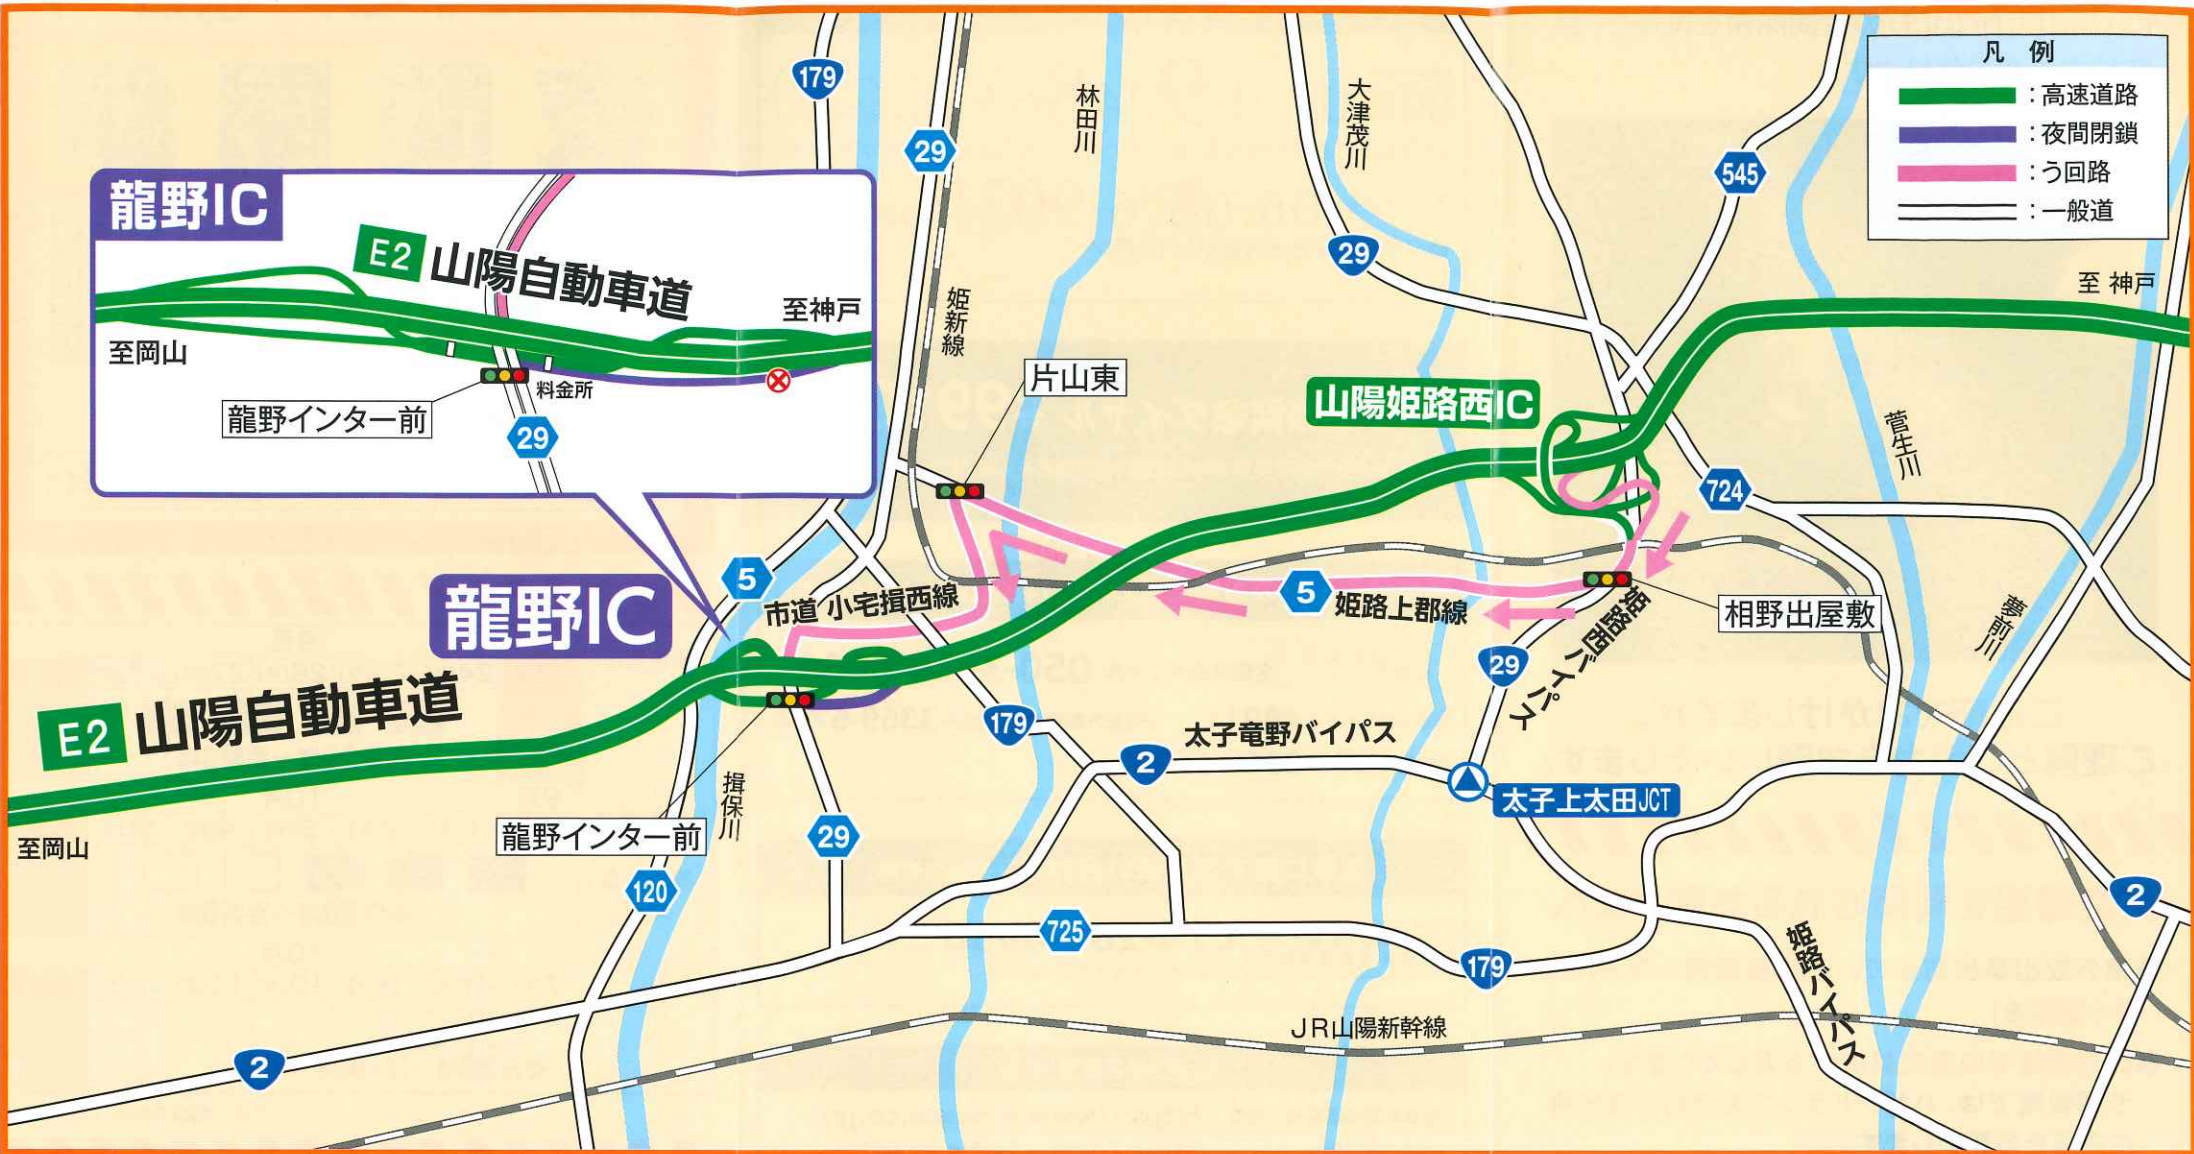 凡 例
：高速道路
：夜間閉鎖
：う回路
：一般道
179
29
林田川
大津茂川
545
29
至 神戸
龍野IC
E2 山陽自動車道
至神戸
至岡山
料金所
龍野インター前
29
姫新線
片山東
山陽姫路西IC
菅生川
724
5
市道 小宅揖西線
龍野IC
5
姫路上郡線
相野出屋敷
夢前川
姫路西バイパス
29
E2 山陽自動車道
至岡山
179
2
太子竜野バイパス
太子上太田JCT
揖保川
龍野インター前
29
120
725
179
2
姫路バイパス
JR山陽新幹線
2